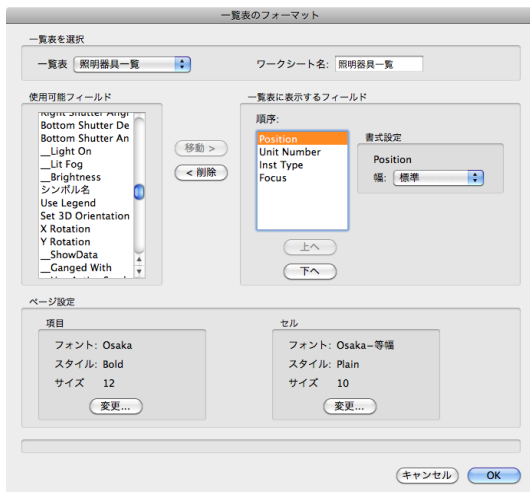 一覧表のフォーマット
一覧表を選択
一覧表 照明器具一覧
ワークシート名: 照明器具一覧
使用可能フィールド
Bottom Shutter De
Bottom Shutter An
__Light On
__Lit Fog
__Brightness
シンボル名
Use Legend
Set 3D Orientation
X Rotation
Y Rotation
__ShowData
__Ganged With
移動 >
< 削除
一覧表に表示するフィールド
順序:
Position
Unit Number
Inst Type
Focus
書式設定
Position
幅: 標準
上へ
下へ
ページ設定
項目
フォント: Osaka
スタイル: Bold
サイズ 12
変更...
セル
フォント: Osaka−等幅
スタイル: Plain
サイズ 10
変更...
キャンセル
OK